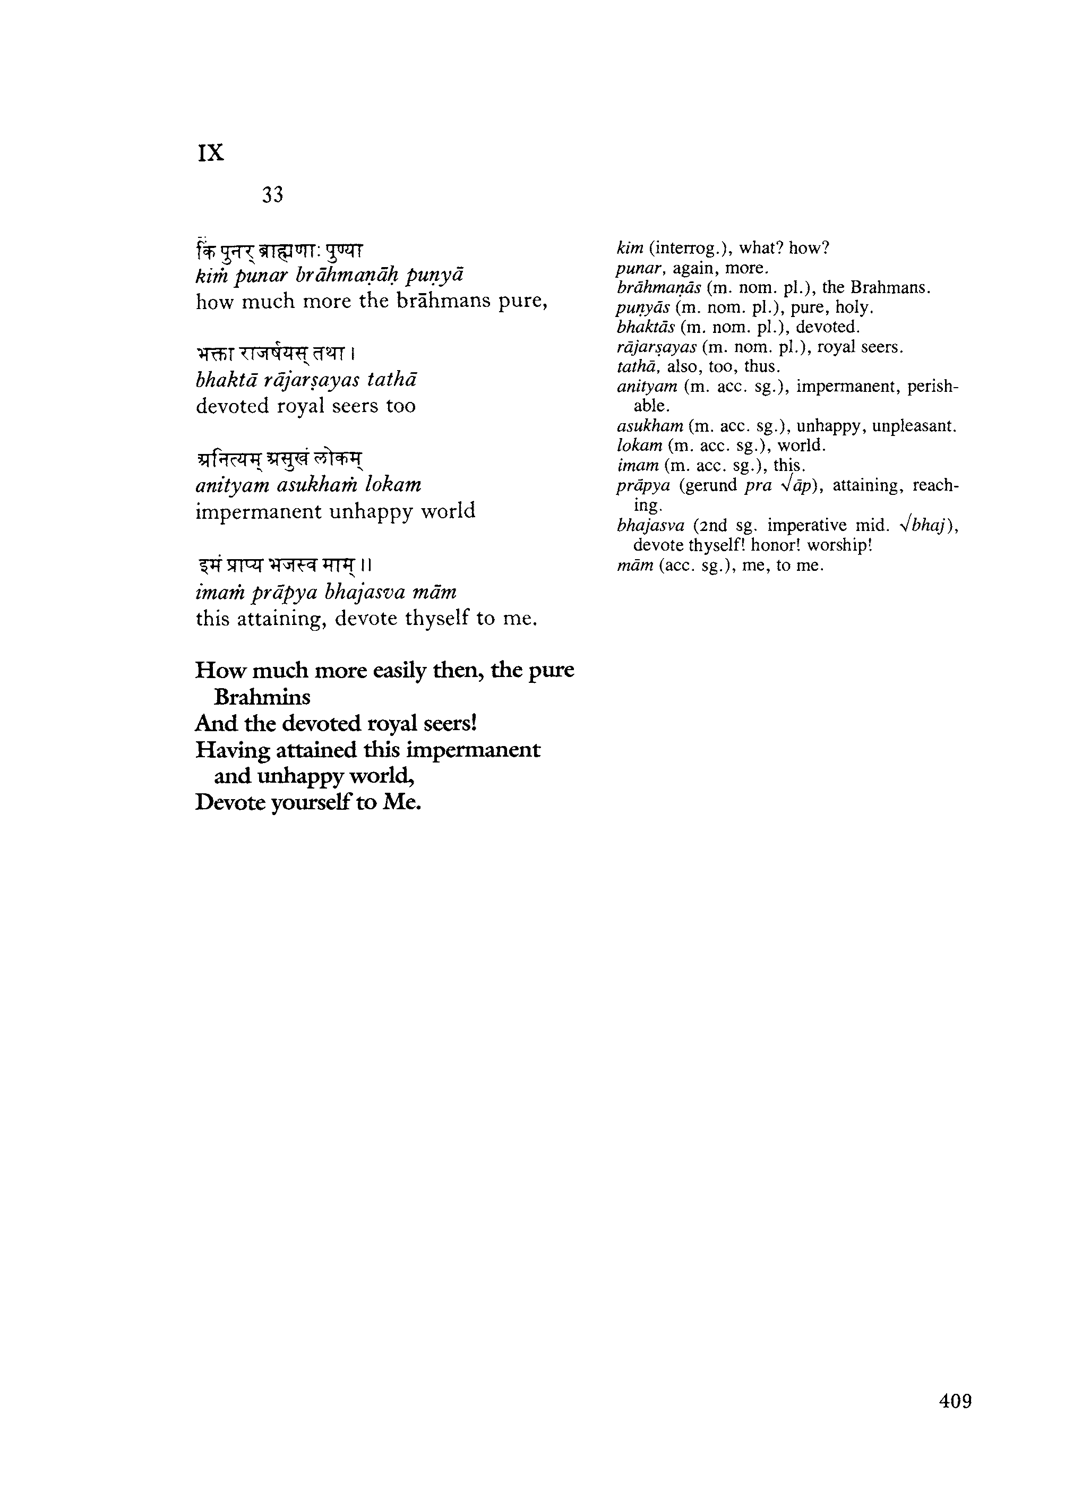 IX
33
किं पुनर् ब्राह्मणाः पुण्या
kiṁ punar brāhmaṇāḥ puṇyā
how much more the brāhmans pure,
भक्ता राजर्षयस् तथा ।
bhaktā rājarṣayas tathā
devoted royal seers too
अनित्यम् असुखं लोकम्
anityam asukhaṁ lokam
impermanent unhappy world
इमं प्राप्य भजस्व माम् ॥
imaṁ prāpya bhajasva mām
this attaining, devote thyself to me.
How much more easily then, the pure
Brahmins
And the devoted royal seers!
Having attained this impermanent
and unhappy world,
Devote yourself to Me.
kim (interrog.), what? how?
punar, again, more.
brāhmaṇās (m. nom. pl.), the Brahmans.
puṇyās (m. nom. pl.), pure, holy.
bhaktās (m. nom. pl.), devoted.
rājarṣayas (m. nom. pl.), royal seers.
tathā, also, too, thus.
anityam (m. acc. sg.), impermanent, perish-
able.
asukham (m. acc. sg.), unhappy, unpleasant.
lokam (m. acc. sg.), world.
imam (m. acc. sg.), this.
prāpya (gerund pra √āp), attaining, reach-
ing.
bhajasva (2nd sg. imperative mid. √bhaj),
devote thyself! honor! worship!
mām (acc. sg.), me, to me.
409